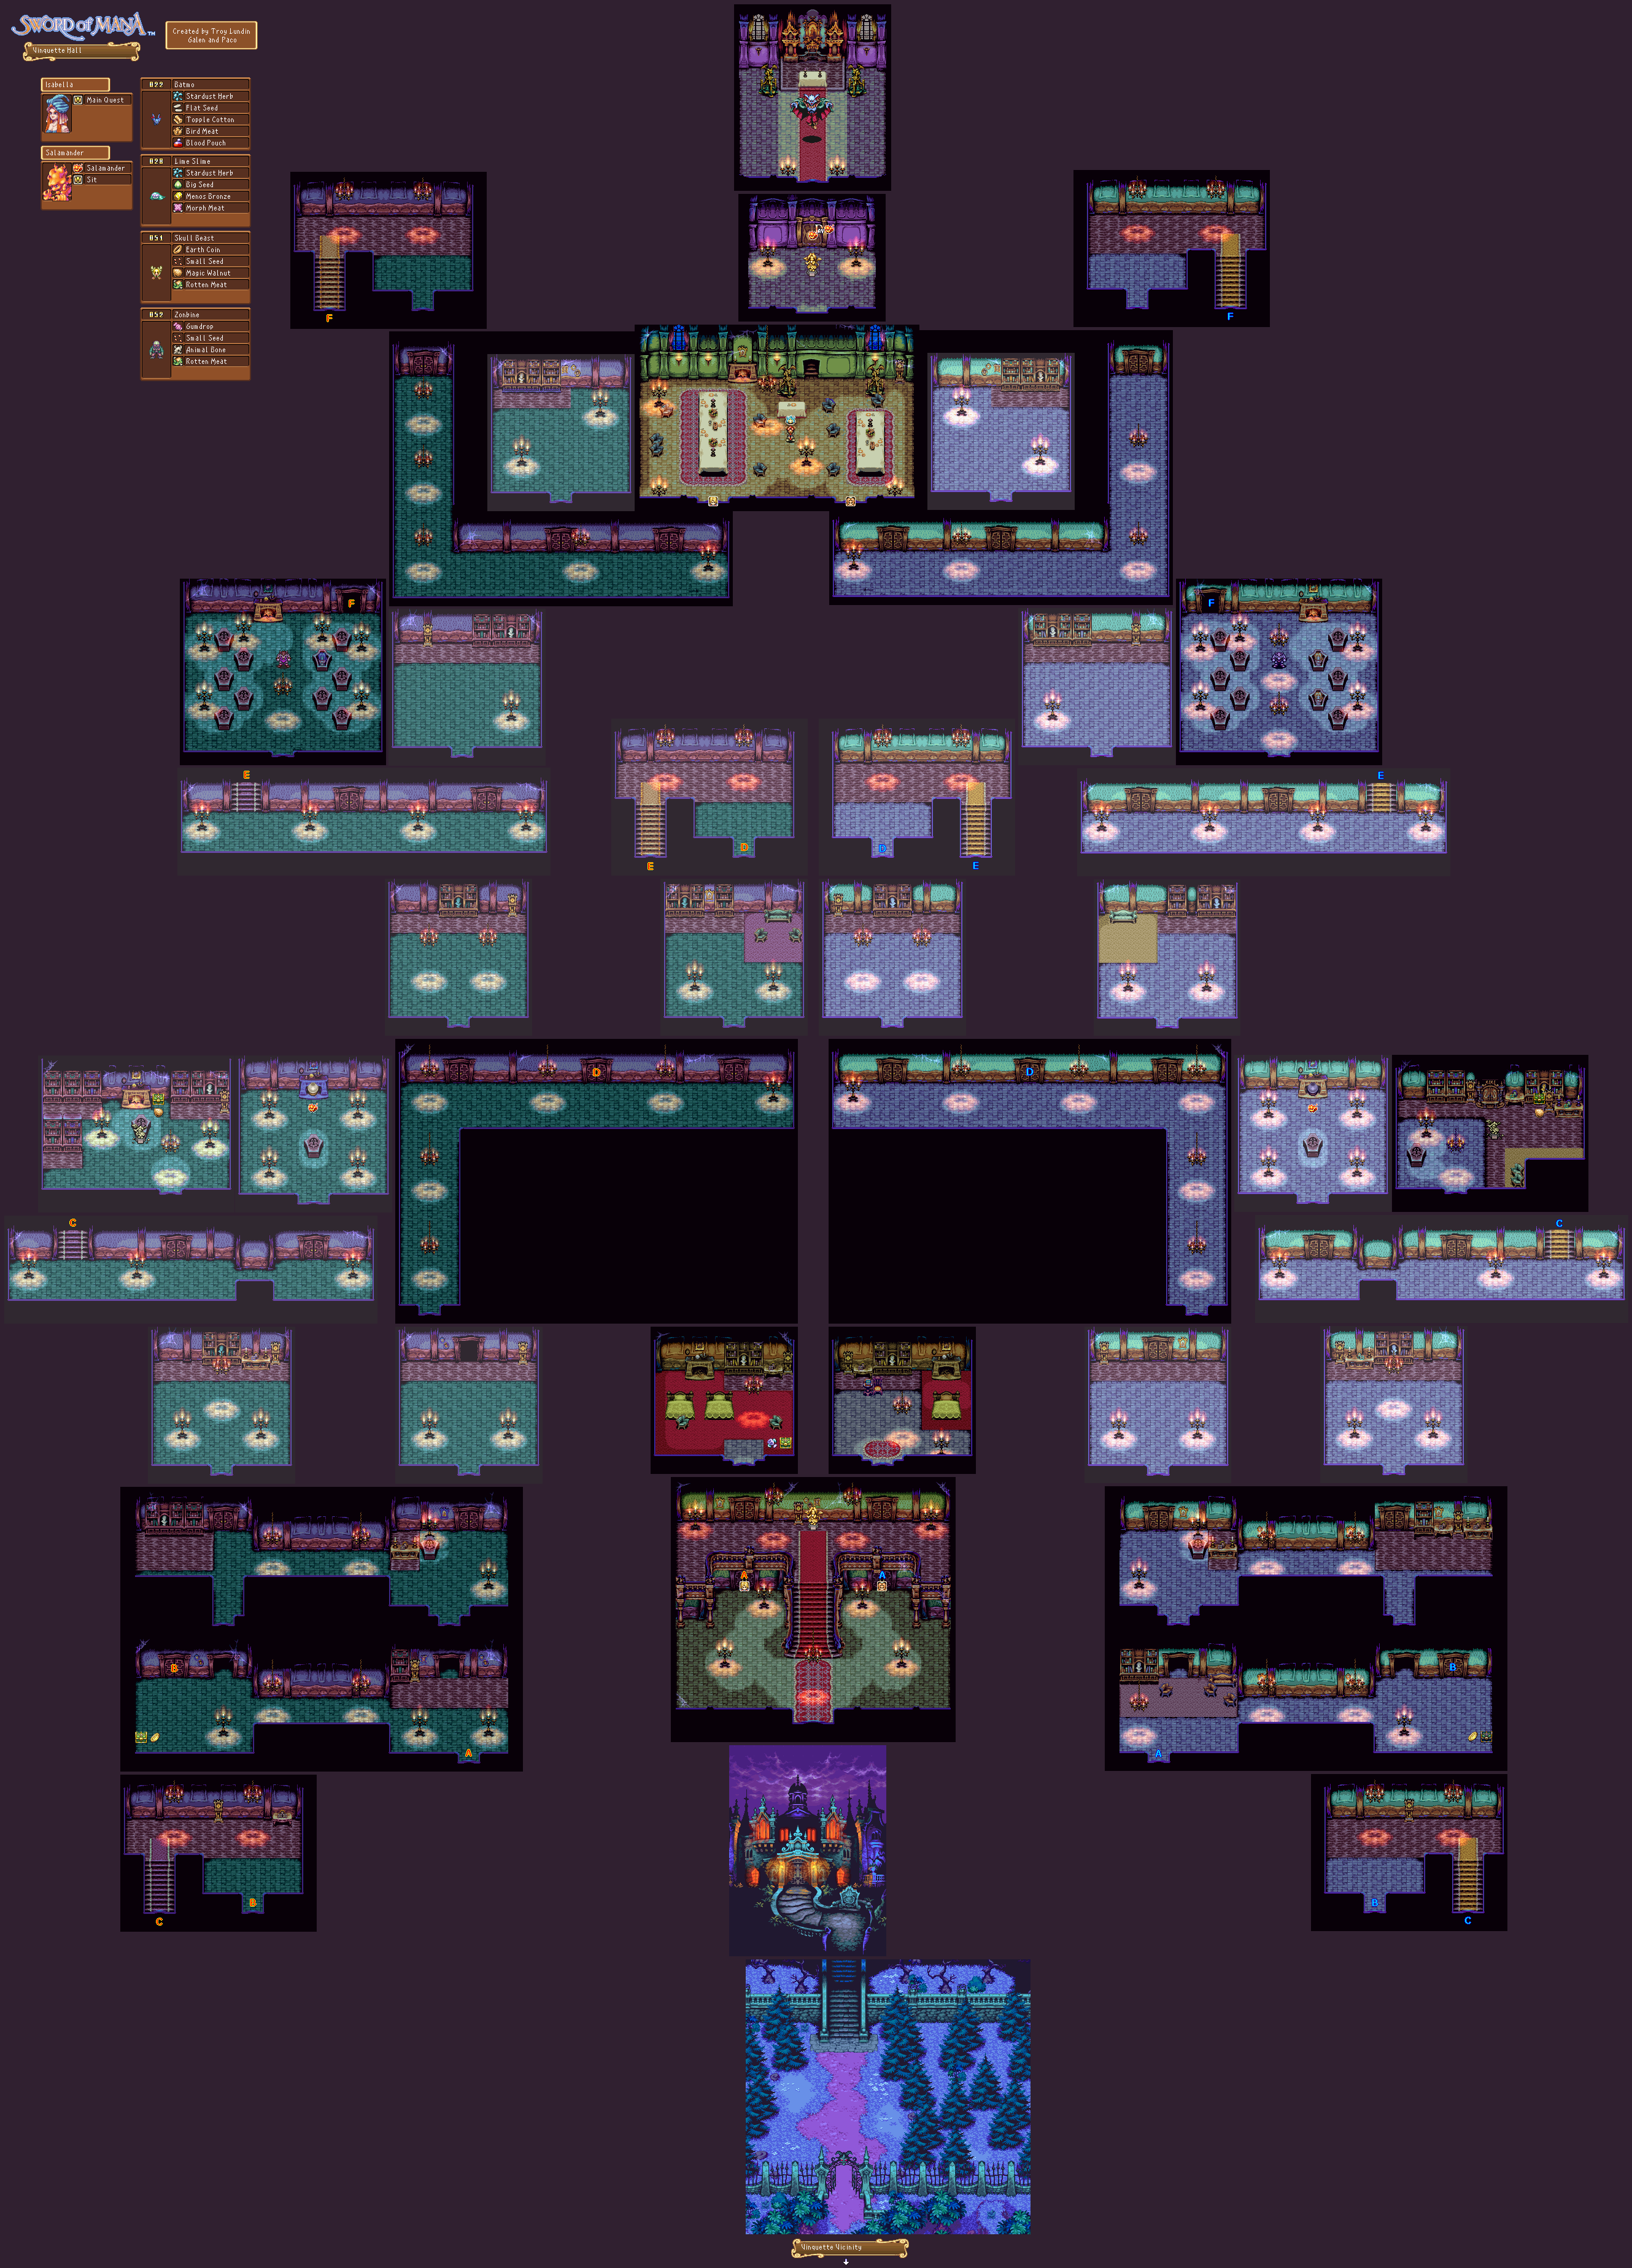 SWORD of MANA™
Vinquette Hall
Created by Troy Lundin
Galen and Paco
Isabella
Main Quest
Salamander
Salamander
Sit
022 Batmo
Stardust Herb
Flat Seed
Topple Cotton
Bird Meat
Blood Pouch
028 Lime Slime
Stardust Herb
Big Seed
Menos Bronze
Morph Meat
051 Skull Beast
Earth Coin
Small Seed
Magic Walnut
Rotten Meat
052 Zonbine
Gumdrop
Small Seed
Animal Bone
Rotten Meat
F
F
F
F
E
E
D
D
E
E
D
D
C
C
A
A
B
B
A
A
B
B
C
C
Vinquette Vicinity